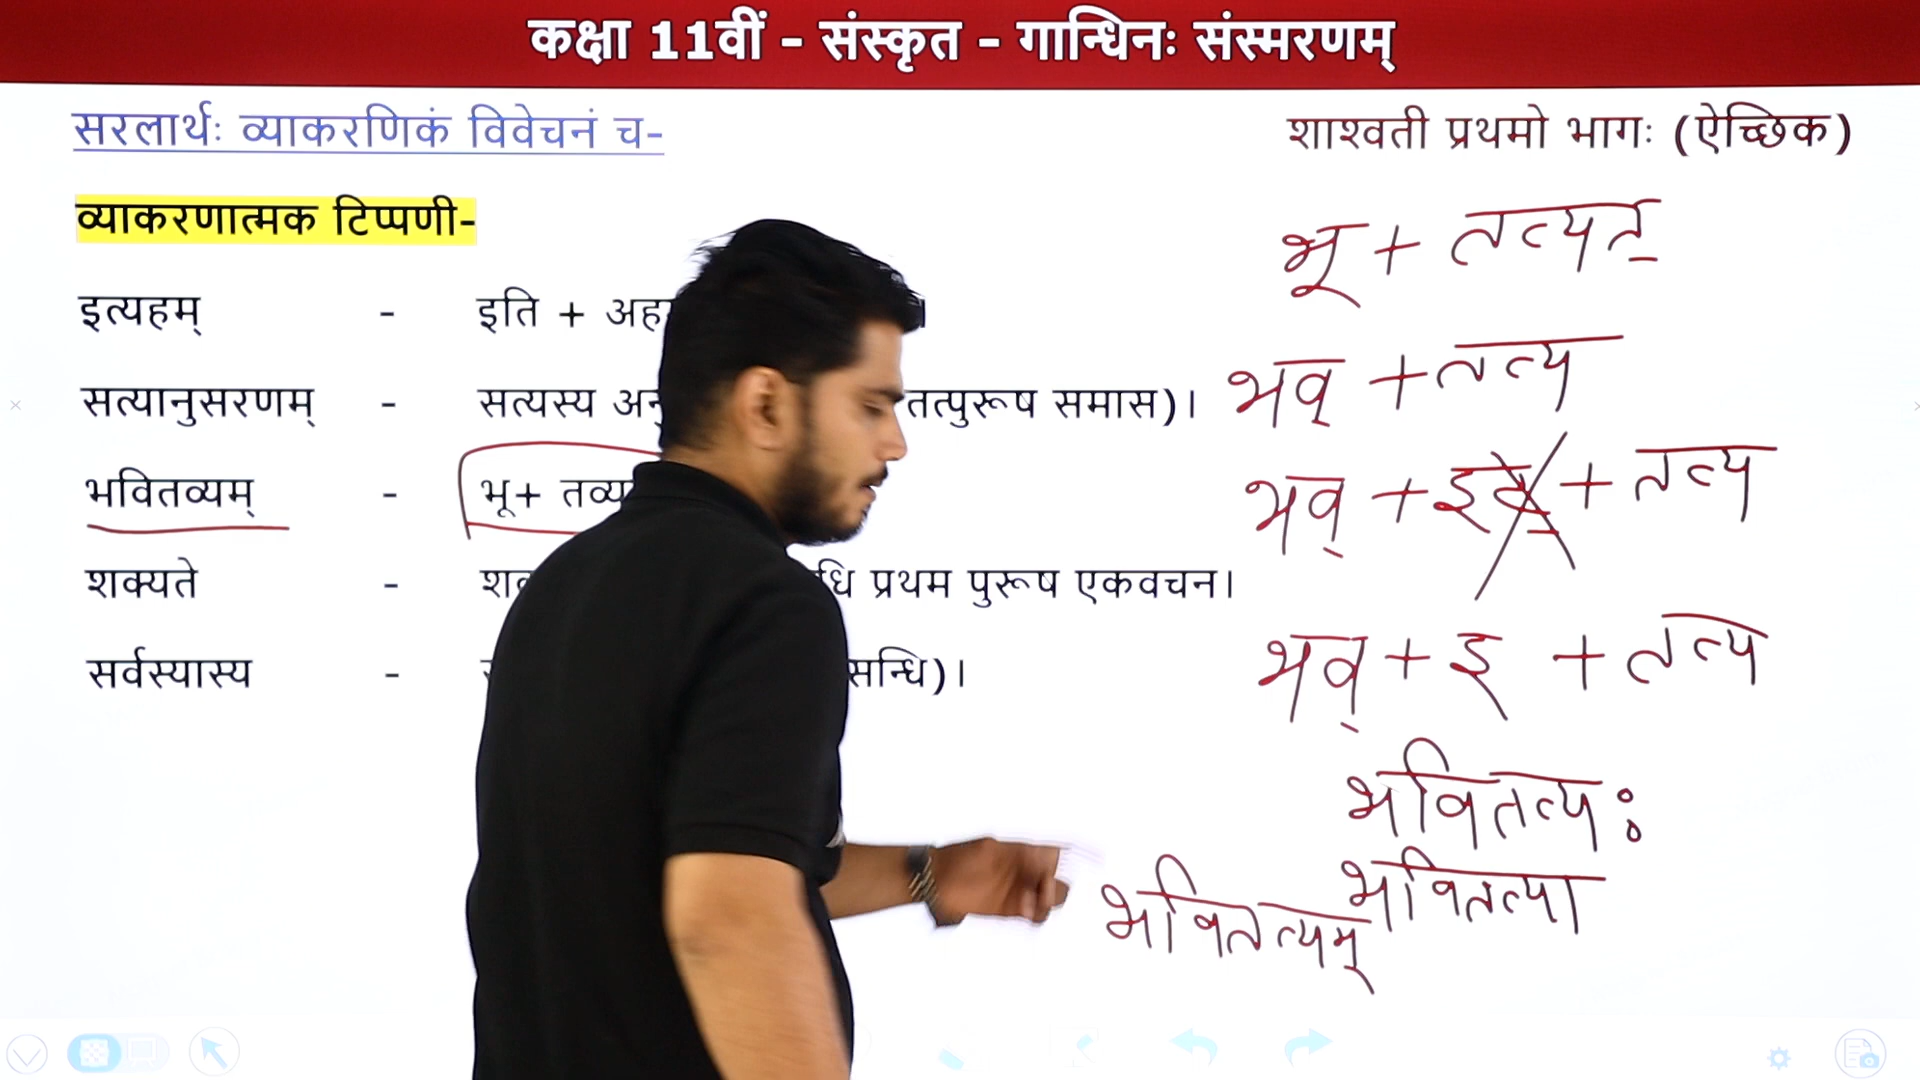 कक्षा 11वीं - संस्कृत - गान्धिनः संस्मरणम्
सरलार्थः व्याकरणिकं विवेचनं च-
शाश्वती प्रथमो भागः (ऐच्छिक)
व्याकरणात्मक टिप्पणी-
इत्यहम् - इति +
सत्यानुसरणम् - सत्यस्य तत्पुरूष समास)।
भवितव्यम् - भू+
शक्यते - प्रथम पुरूष एकवचन।
सर्वस्यास्य - सन्धि)।
भू + तव्यत्
भव् + तव्य
भव् + इट् + तव्य
भव् + इ + तव्य
भवितव्यः
भवितव्या
भवितव्यम्